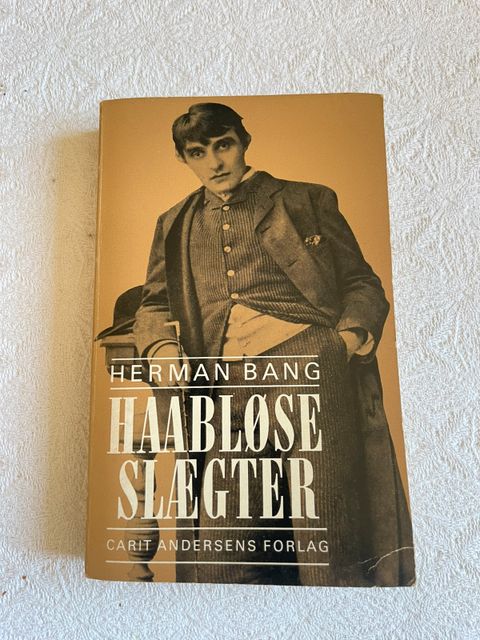 HERMAN BANG
HAABLØSE
SLÆGTER
CARIT ANDERSENS FORLAG